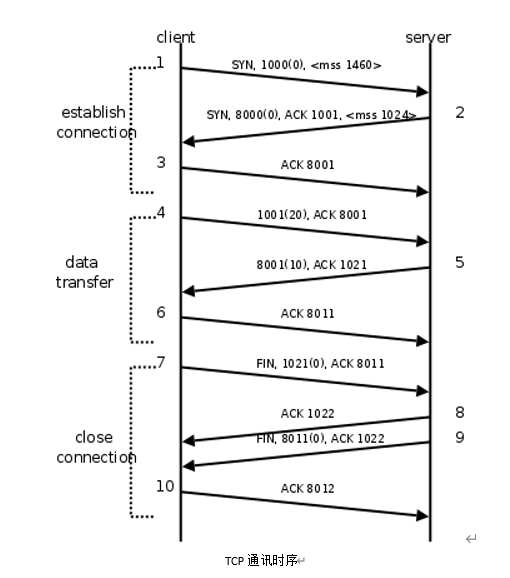 client server
1 SYN, 1000(0), <mss 1460>
establish connection
SYN, 8000(0), ACK 1001, <mss 1024> 2
3 ACK 8001
4 1001(20), ACK 8001
data transfer
8001(10), ACK 1021 5
6 ACK 8011
7 FIN, 1021(0), ACK 8011
ACK 1022 8
close connection
FIN, 8011(0), ACK 1022 9
10 ACK 8012
TCP 通讯时序